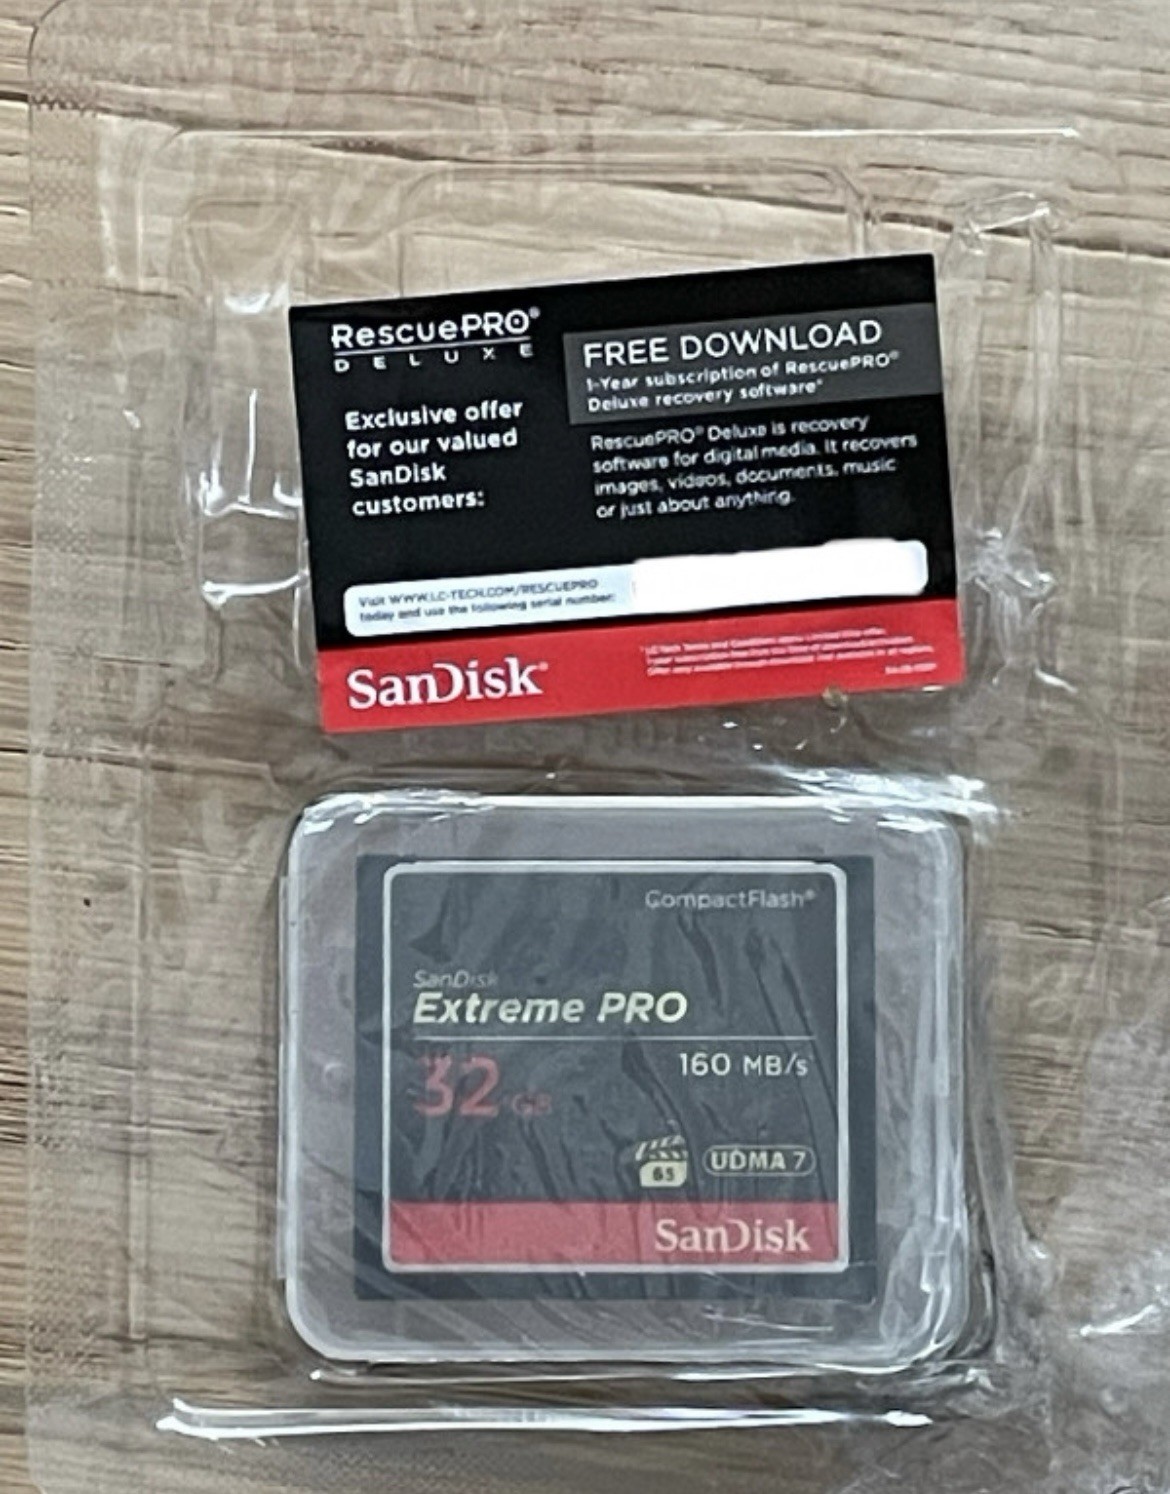 RescuePRO®
DELUXE
Exclusive offer
for our valued
SanDisk
customers:
FREE DOWNLOAD
1-Year subscription of RescuePRO®
Deluxe recovery software*
RescuePRO® Deluxe is recovery
software for digital media. It recovers
images, videos, documents, music
or just about anything.
Visit WWW.LC-TECH.COM/RESCUEPRO
today and use the following serial number:
SanDisk®
CompactFlash®
SanDisk
Extreme PRO
32 GB
160 MB/s
65
UDMA 7
SanDisk